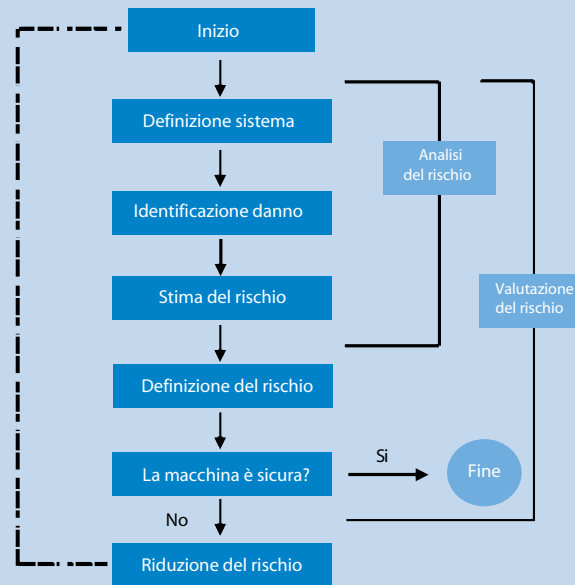 Inizio
Definizione sistema
Analisi
del rischio
Identificazione danno
Stima del rischio
Valutazione
del rischio
Definizione del rischio
La macchina è sicura?
Si
Fine
No
Riduzione del rischio